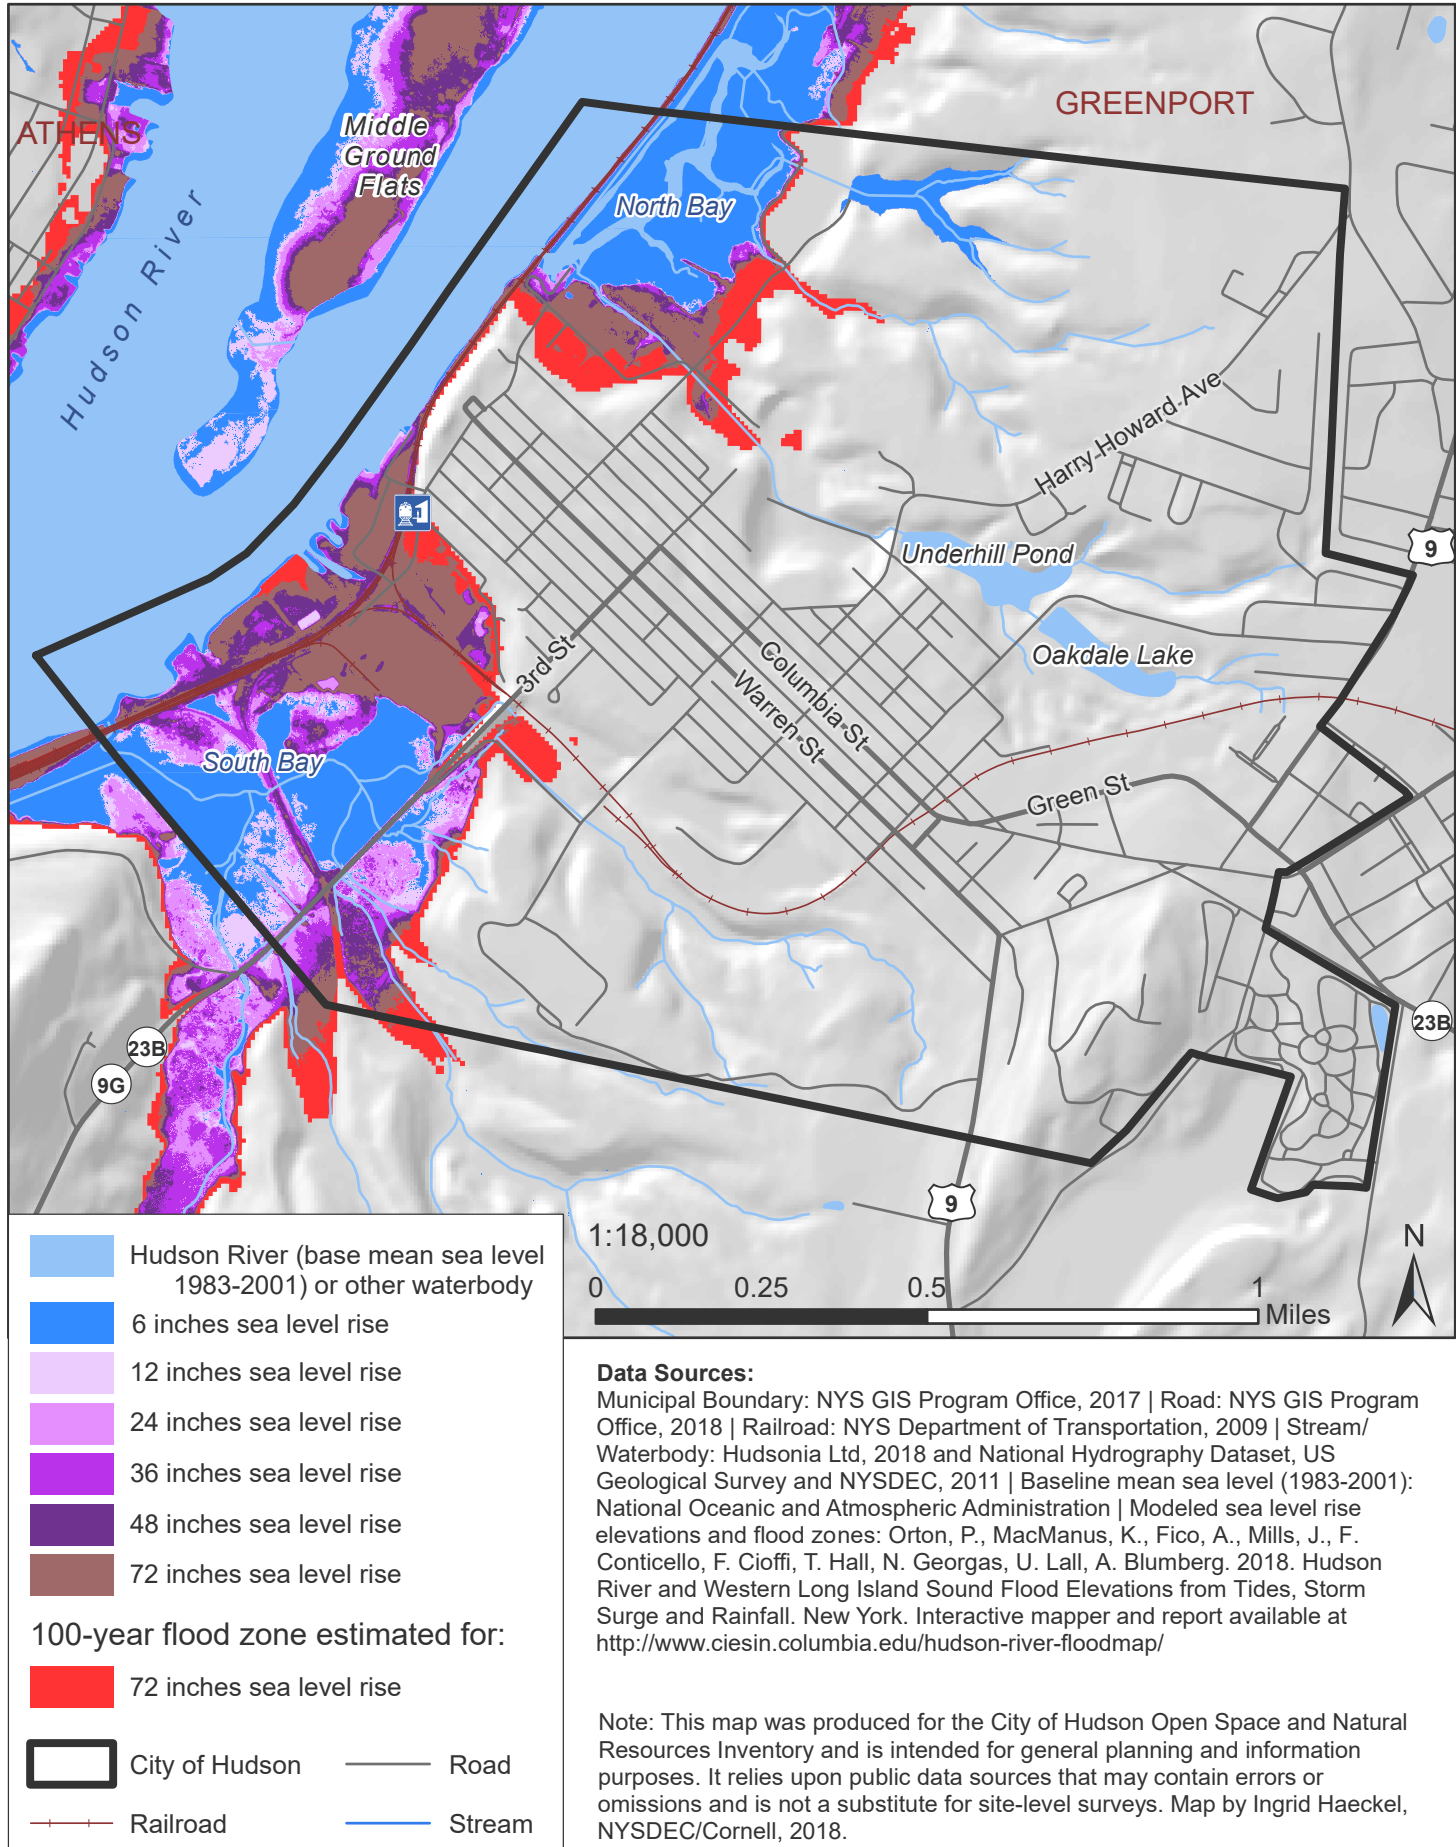 ATHENS
GREENPORT
Middle
Ground
Flats
North Bay
Hudson River
Harry Howard Ave
9
Underhill Pond
Oakdale Lake
3rd St
Columbia St
Warren St
South Bay
Green St
23B
9G
23B
9
1:18,000
N
0 0.25 0.5 1
Miles
Hudson River (base mean sea level
1983-2001) or other waterbody
6 inches sea level rise
12 inches sea level rise
24 inches sea level rise
36 inches sea level rise
48 inches sea level rise
72 inches sea level rise
100-year flood zone estimated for:
72 inches sea level rise
City of Hudson
Road
Railroad
Stream
Data Sources:
Municipal Boundary: NYS GIS Program Office, 2017 | Road: NYS GIS Program
Office, 2018 | Railroad: NYS Department of Transportation, 2009 | Stream/
Waterbody: Hudsonia Ltd, 2018 and National Hydrography Dataset, US
Geological Survey and NYSDEC, 2011 | Baseline mean sea level (1983-2001):
National Oceanic and Atmospheric Administration | Modeled sea level rise
elevations and flood zones: Orton, P., MacManus, K., Fico, A., Mills, J., F.
Conticello, F. Cioffi, T. Hall, N. Georgas, U. Lall, A. Blumberg. 2018. Hudson
River and Western Long Island Sound Flood Elevations from Tides, Storm
Surge and Rainfall. New York. Interactive mapper and report available at
http://www.ciesin.columbia.edu/hudson-river-floodmap/
Note: This map was produced for the City of Hudson Open Space and Natural
Resources Inventory and is intended for general planning and information
purposes. It relies upon public data sources that may contain errors or
omissions and is not a substitute for site-level surveys. Map by Ingrid Haeckel,
NYSDEC/Cornell, 2018.